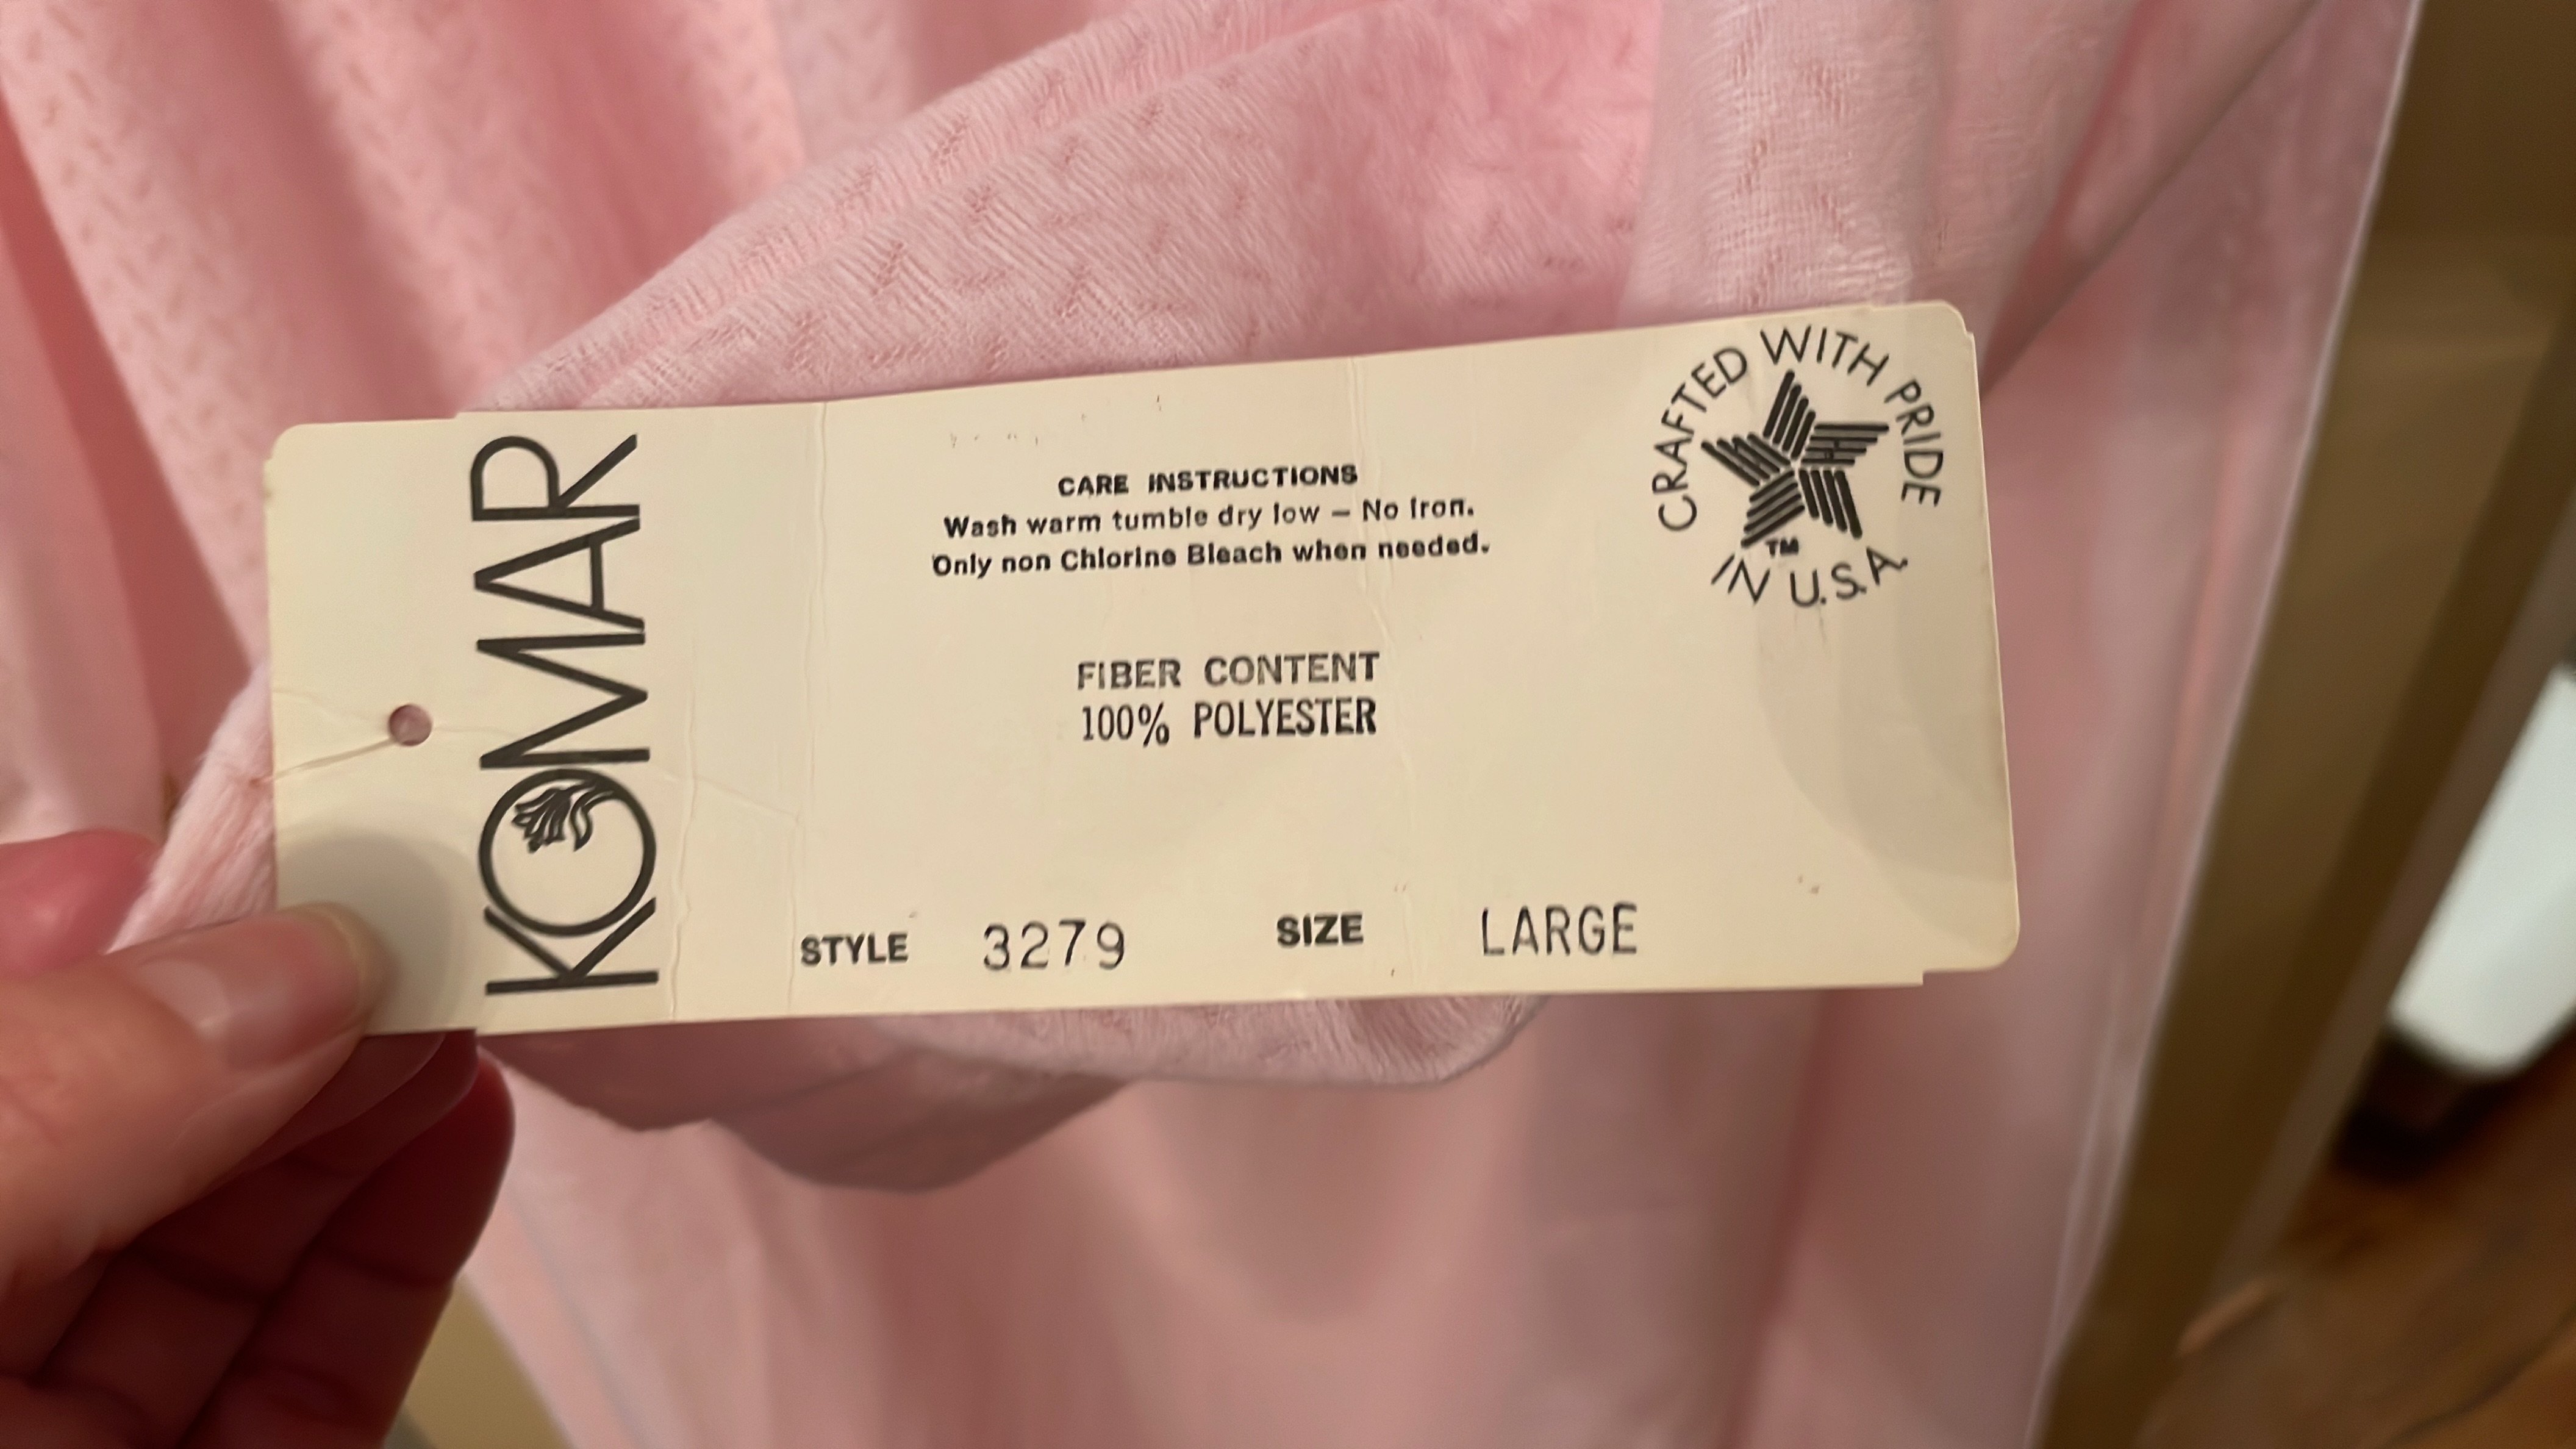 KOMAR
CARE INSTRUCTIONS
Wash warm tumble dry low – No Iron.
Only non Chlorine Bleach when needed.
FIBER CONTENT
100% POLYESTER
STYLE 3279 SIZE LARGE
CRAFTED WITH PRIDE
TM
IN U.S.A.